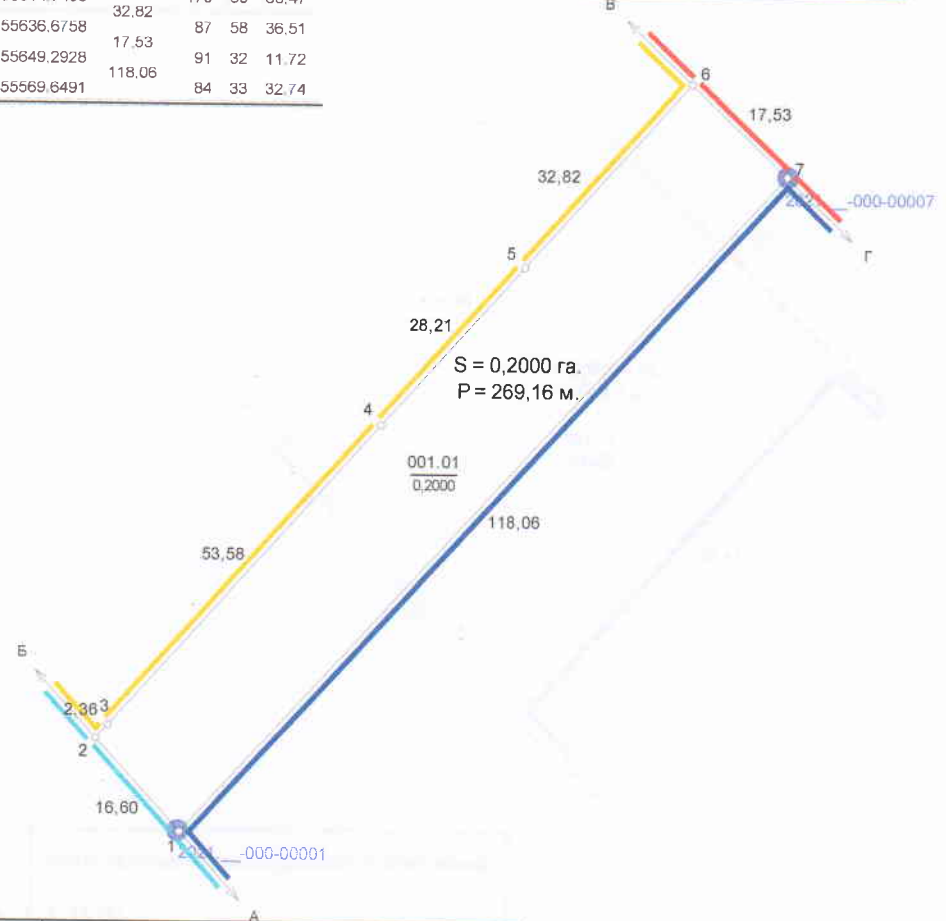 32,82
55636,6758 87 58 36,51
17,53
55649,2928 91 32 11,72
118,06
55569,6491 84 33 32,74
В
6
17,53
7
-000-00007
Г
32,82
5
28,21
S = 0,2000 га.
P = 269,16 м.
4
001.01
0,2000
118,06
53,58
Б
2,36 3
2
16,60
1
-000-00001
А